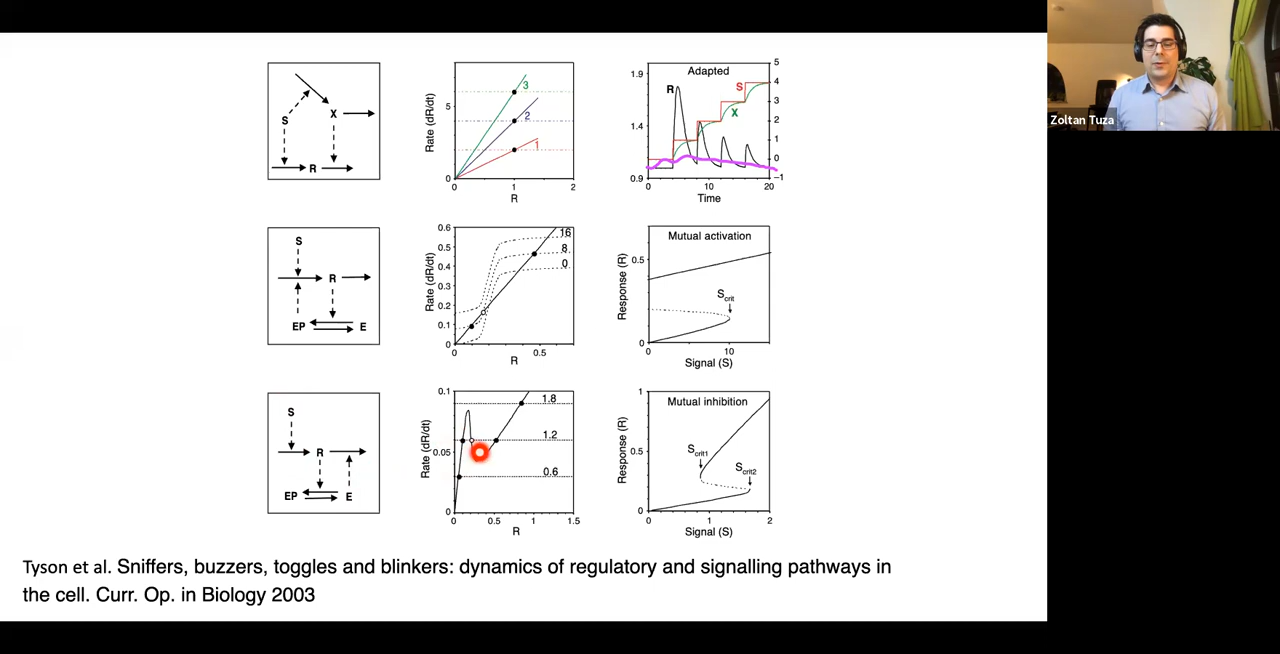 Zoltan Tuza
S
X
R
Rate (dR/dt)
5
0
3
2
1
0
1
2
R
Adapted
R
S
X
1.9
1.4
0.9
5
4
3
2
1
0
−1
0
10
20
Time
S
R
EP
E
Rate (dR/dt)
0.6
0.5
0.4
0.3
0.2
0.1
0
16
8
0
0
0.5
R
Mutual activation
Response (R)
0.5
0
Scrit
0
10
Signal (S)
S
R
EP
E
Rate (dR/dt)
0.1
0.05
0
1.8
1.2
0.6
0
0.5
1
1.5
R
Mutual inhibition
Response (R)
1
0.5
0
Scrit1
Scrit2
0
1
2
Signal (S)
Tyson et al. Sniffers, buzzers, toggles and blinkers: dynamics of regulatory and signalling pathways in
the cell. Curr. Op. in Biology 2003